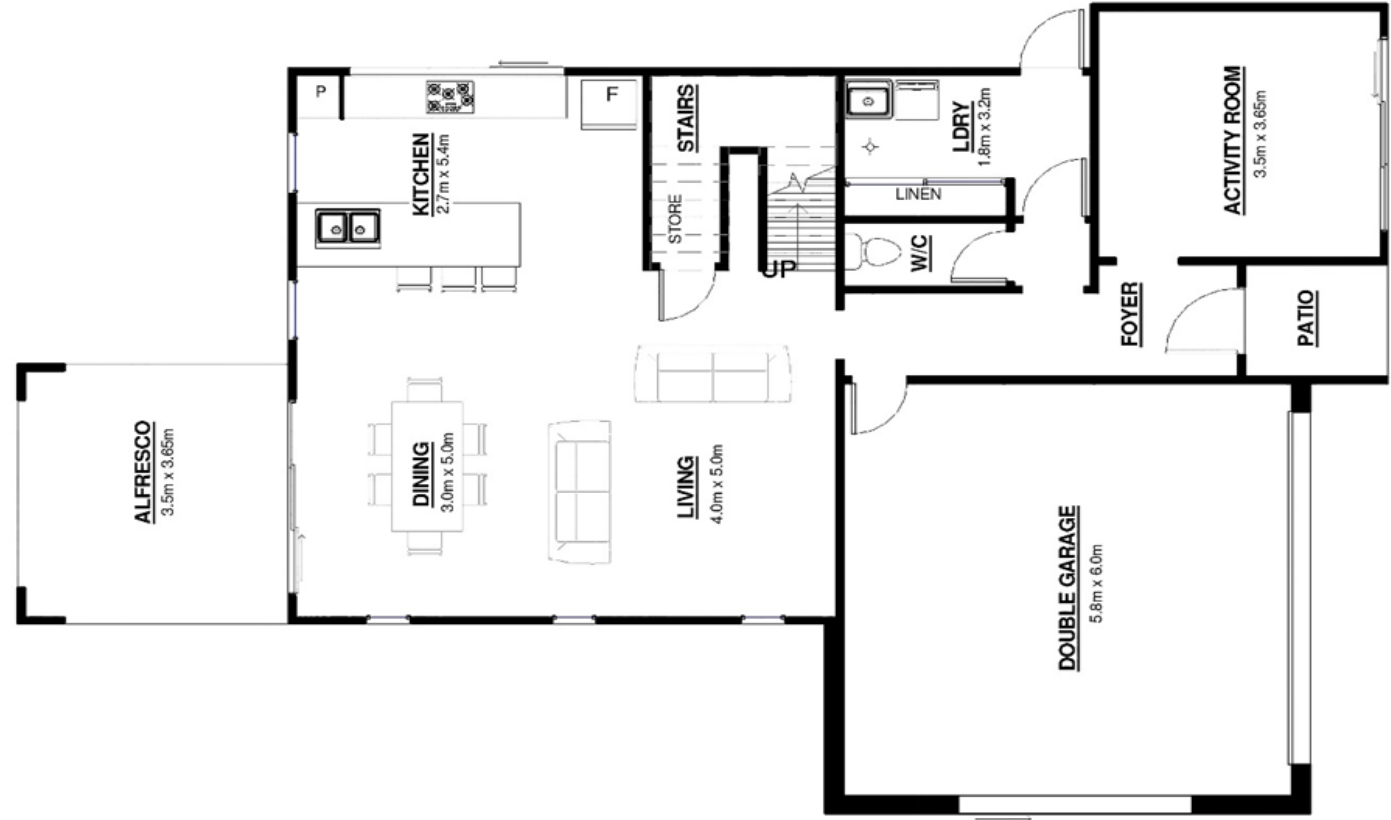 P
F
KITCHEN
2.7m x 5.4m
STAIRS
STORE
UP
LDRY
1.8m x 3.2m
LINEN
W/C
ACTIVITY ROOM
3.5m x 3.65m
FOYER
PATIO
ALFRESCO
3.5m x 3.65m
DINING
3.0m x 5.0m
LIVING
4.0m x 5.0m
DOUBLE GARAGE
5.8m x 6.0m